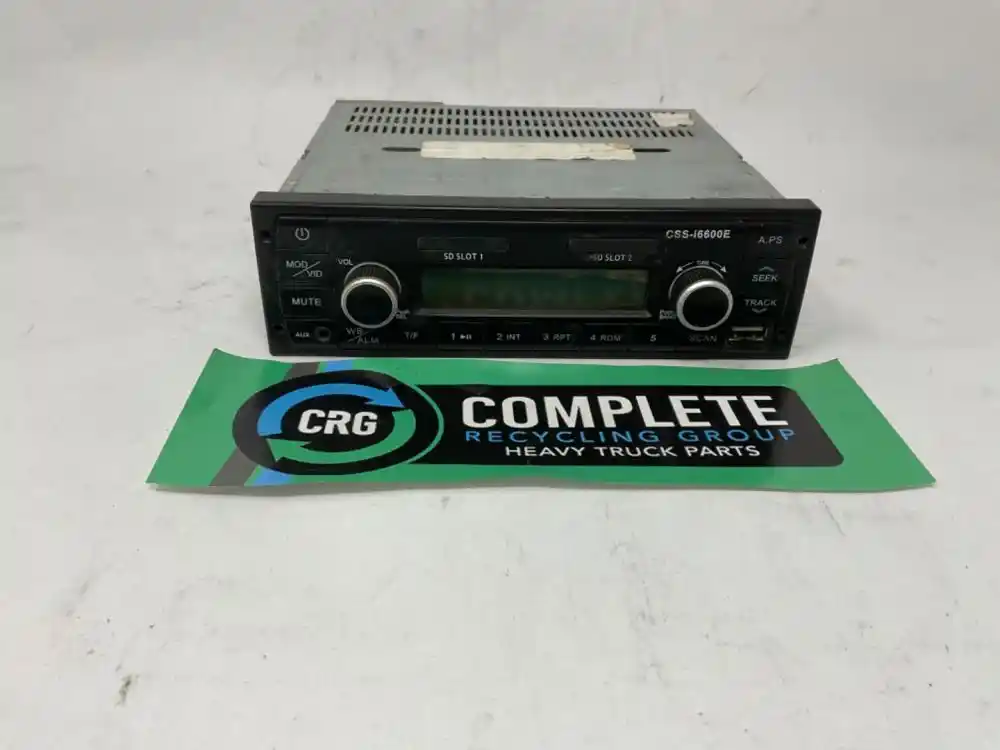 CSS-I6600E
A.PS
SD SLOT 1
SLOT 2
MOD/VID
VOL
SEEK
MUTE
TRACK
AUX
WB/ALM
T/F
1
2 INT
3 RPT
4 RDM
5
SCAN
CRG
COMPLETE
RECYCLING GROUP
HEAVY TRUCK PARTS